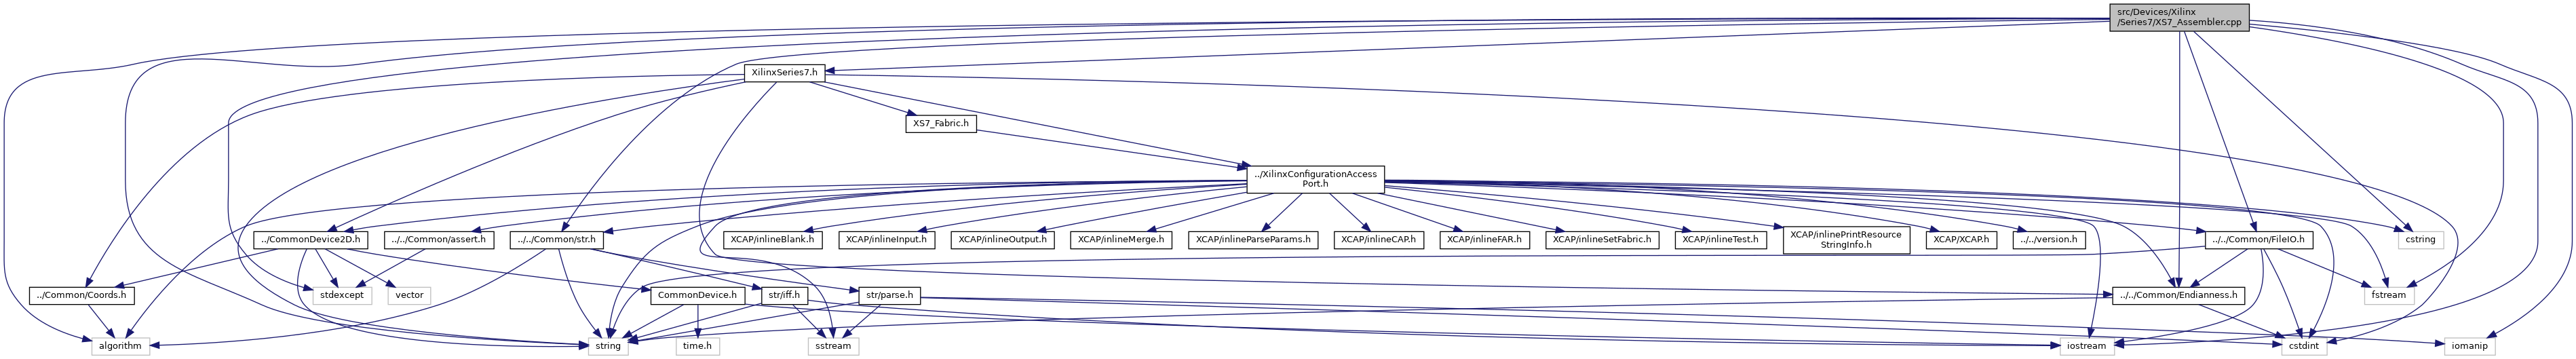 src/Devices/Xilinx
/Series7/XS7_Assembler.cpp
XilinxSeries7.h
XS7_Fabric.h
../XilinxConfigurationAccess
Port.h
../CommonDevice2D.h
../../Common/assert.h
../../Common/str.h
XCAP/inlineBlank.h
XCAP/inlineInput.h
XCAP/inlineOutput.h
XCAP/inlineMerge.h
XCAP/inlineParseParams.h
XCAP/inlineCAP.h
XCAP/inlineFAR.h
XCAP/inlineSetFabric.h
XCAP/inlineTest.h
XCAP/inlinePrintResource
StringInfo.h
XCAP/XCAP.h
../../version.h
../../Common/FileIO.h
cstring
../Common/Coords.h
stdexcept
vector
CommonDevice.h
str/iff.h
str/parse.h
../../Common/Endianness.h
fstream
algorithm
string
time.h
sstream
iostream
cstdint
iomanip